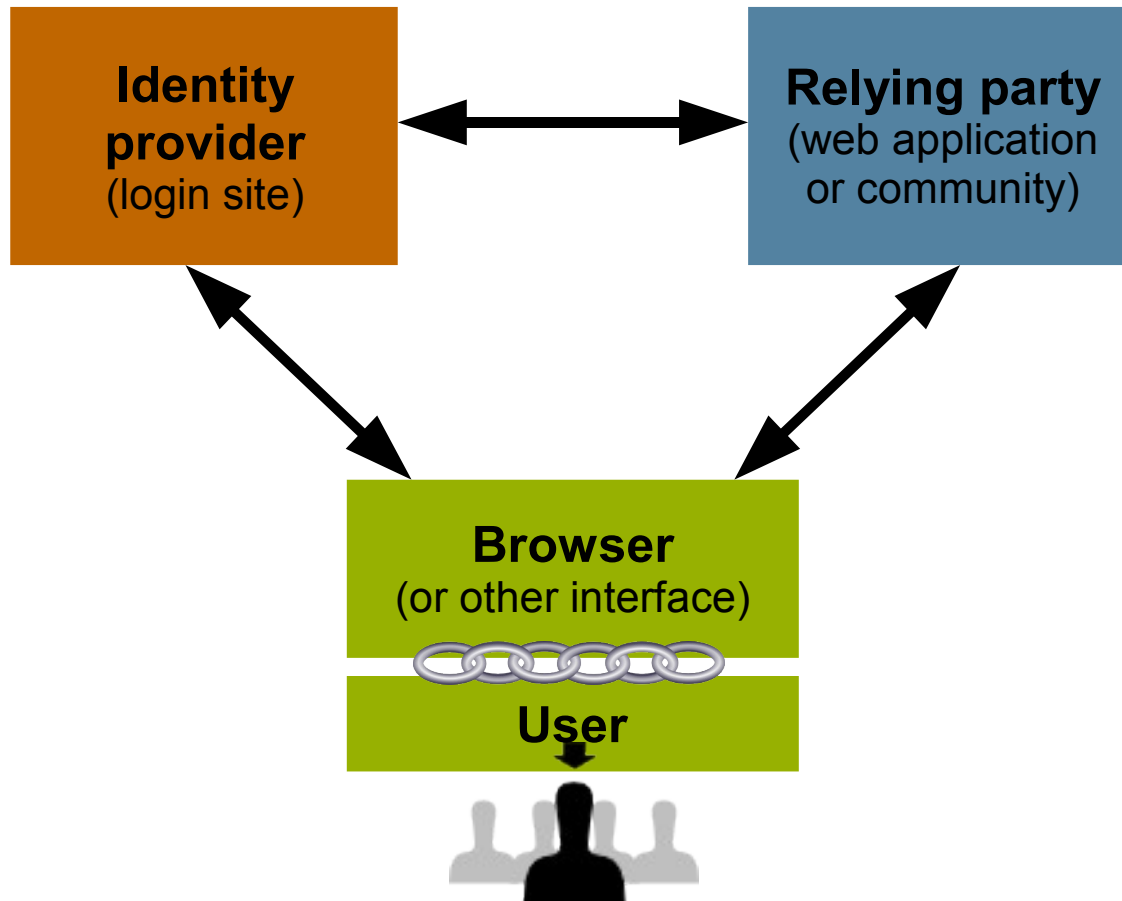 Identity
provider
(login site)
Relying party
(web application
or community)
Browser
(or other interface)
User